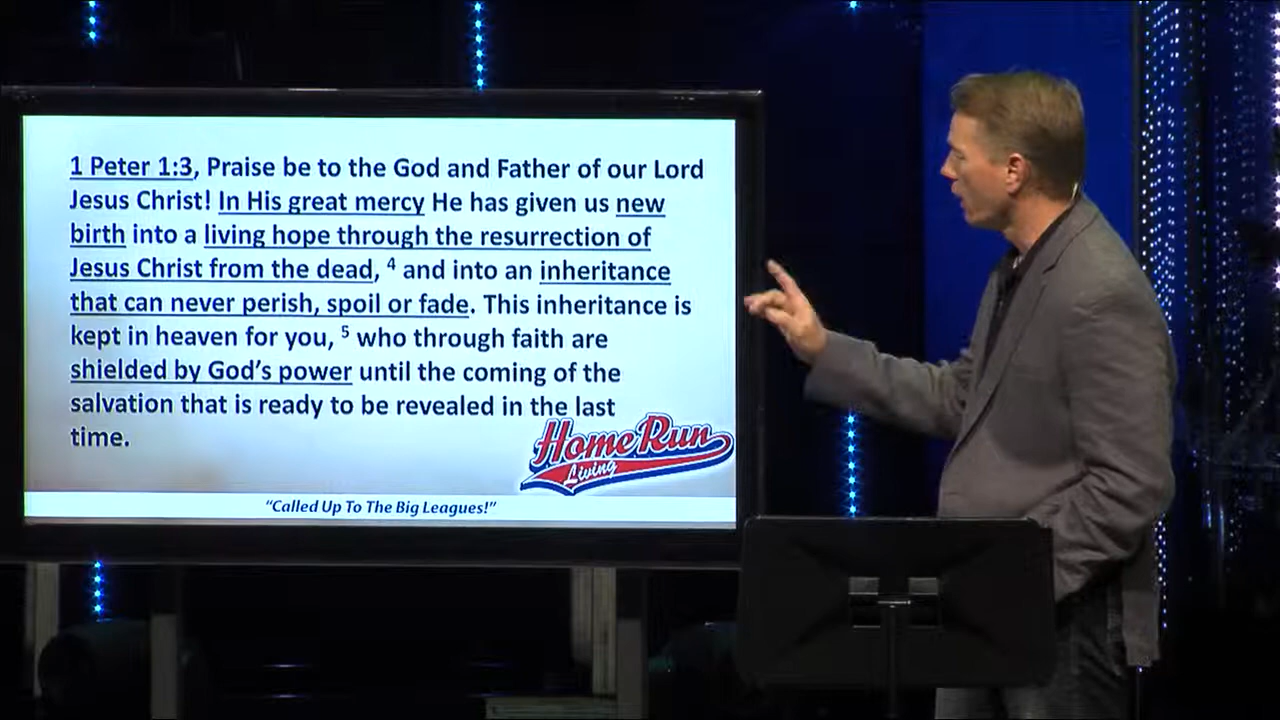 1 Peter 1:3, Praise be to the God and Father of our Lord
Jesus Christ! In His great mercy He has given us new
birth into a living hope through the resurrection of
Jesus Christ from the dead, ⁴ and into an inheritance
that can never perish, spoil or fade. This inheritance is
kept in heaven for you, ⁵ who through faith are
shielded by God’s power until the coming of the
salvation that is ready to be revealed in the last
time.
Home Run
Living
“Called Up To The Big Leagues!”